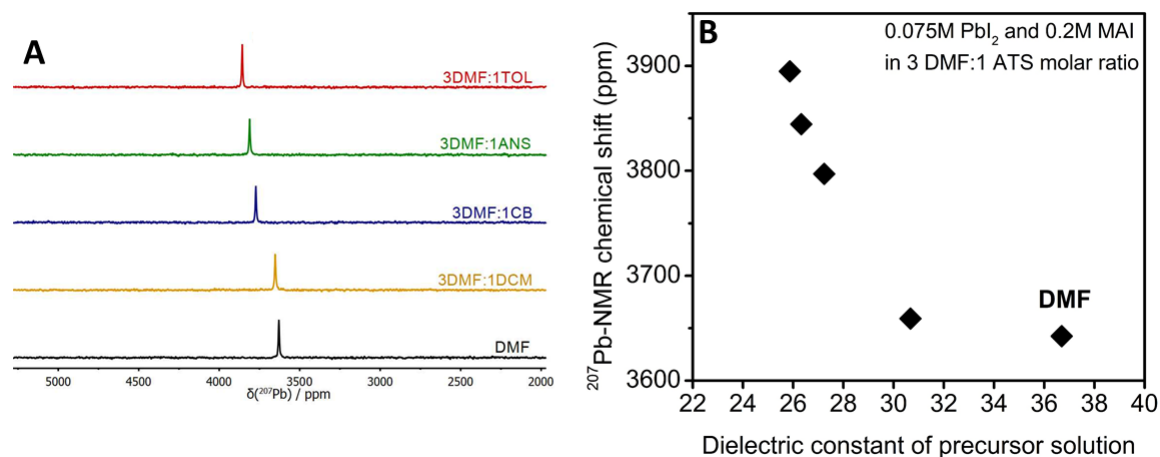 A
3DMF:1TOL
3DMF:1ANS
3DMF:1CB
3DMF:1DCM
DMF
5000 4500 4000 3500 3000 2500 2000
δ(²⁰⁷Pb) / ppm
B
0.075M PbI₂ and 0.2M MAI
in 3 DMF:1 ATS molar ratio
²⁰⁷Pb-NMR chemical shift (ppm)
3900
3800
3700
3600
DMF
22 24 26 28 30 32 34 36 38 40
Dielectric constant of precursor solution